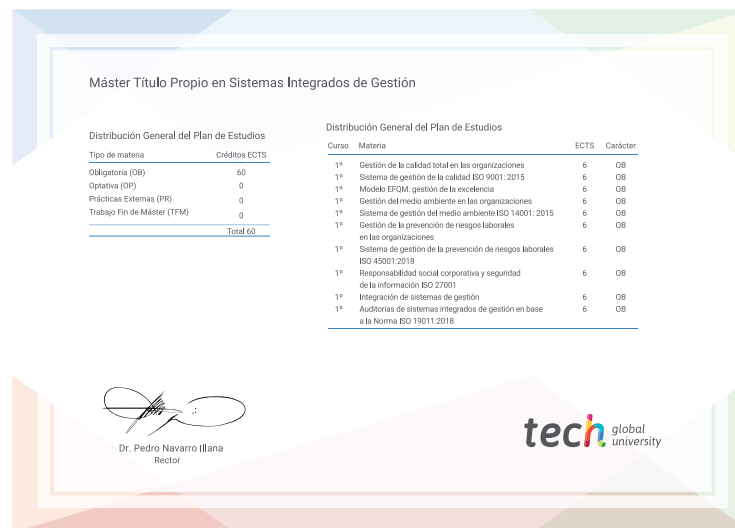 Máster Título Propio en Sistemas Integrados de Gestión
Distribución General del Plan de Estudios
Tipo de materia Créditos ECTS
Obligatoria (OB) 60
Optativa (OP) 0
Prácticas Externas (PR) 0
Trabajo Fin de Máster (TFM) 0
Total 60
Distribución General del Plan de Estudios
Curso Materia ECTS Carácter
1º Gestión de la calidad total en las organizaciones 6 OB
1º Sistema de gestión de la calidad ISO 9001: 2015 6 OB
1º Modelo EFQM. gestión de la excelencia 6 OB
1º Gestión del medio ambiente en las organizaciones 6 OB
1º Sistema de gestión del medio ambiente ISO 14001: 2015 6 OB
1º Gestión de la prevención de riesgos laborales 6 OB
en las organizaciones
1º Sistema de gestión de la prevención de riesgos laborales 6 OB
ISO 45001:2018
1º Responsabilidad social corporativa y seguridad 6 OB
de la información ISO 27001
1º Integración de sistemas de gestión 6 OB
1º Auditorias de sistemas integrados de gestión en base 6 OB
a la Norma ISO 19011:2018
Dr. Pedro Navarro Illana
Rector
tech global
university